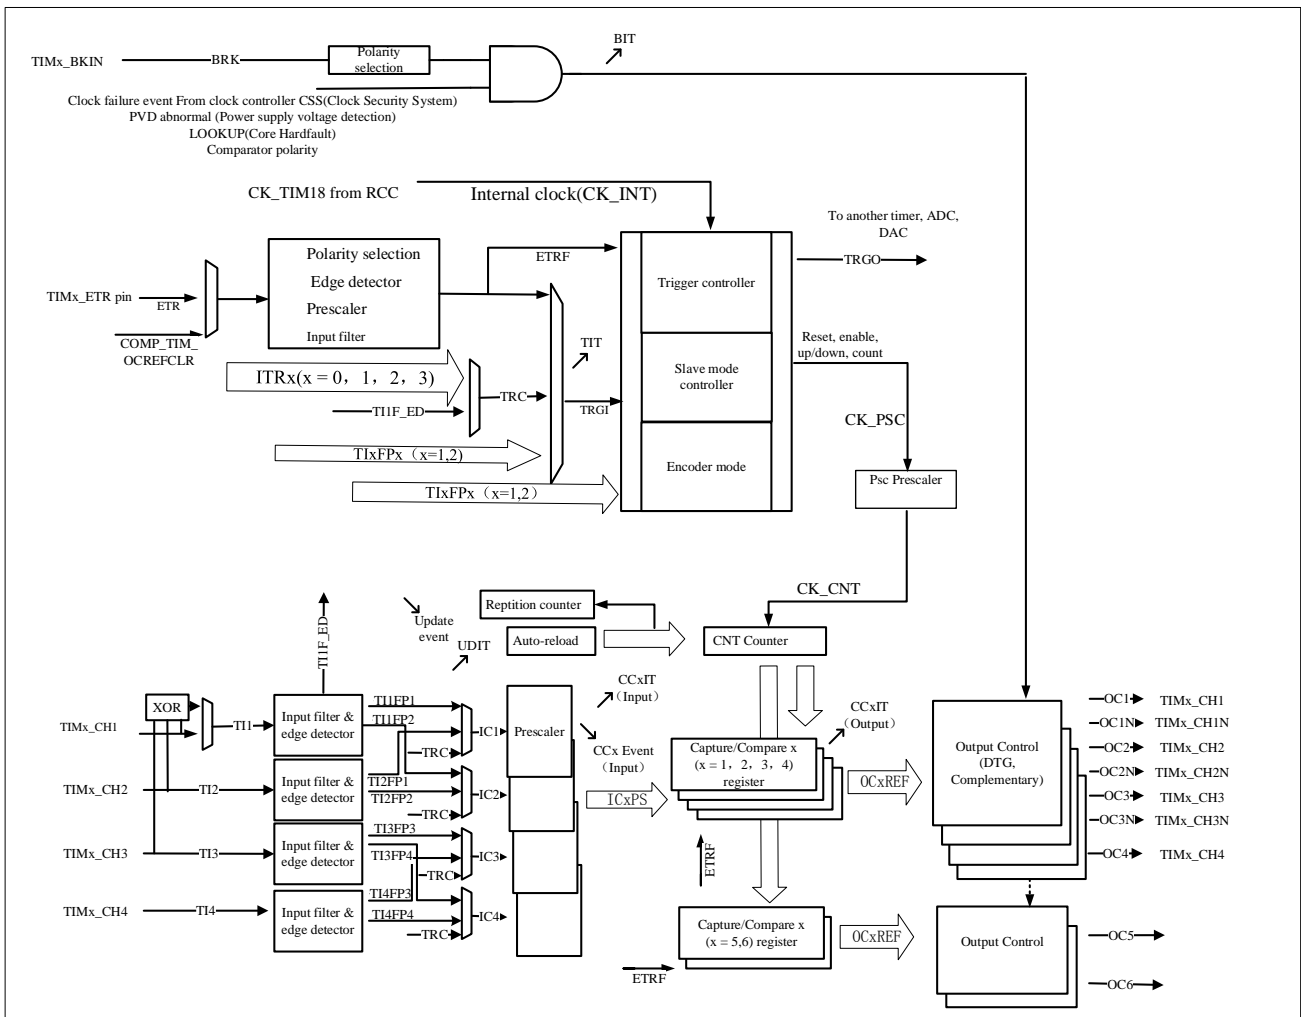 BIT
TIMx_BKIN
BRK
Polarity
selection
Clock failure event From clock controller CSS(Clock Security System)
PVD abnormal (Power supply voltage detection)
LOOKUP(Core Hardfault)
Comparator polarity
CK_TIM18 from RCC
Internal clock(CK_INT)
To another timer, ADC,
DAC
TRGO
Polarity selection
Edge detector
Prescaler
Input filter
ETRF
Trigger controller
TIMx_ETR pin
ETR
COMP_TIM_
OCREFCLR
TIT
Reset, enable,
up/down, count
ITRx(x = 0, 1, 2, 3)
Slave mode
controller
TRC
TRGI
TI1F_ED
CK_PSC
TIxFPx (x=1,2)
Encoder mode
TIxFPx (x=1,2)
Psc Prescaler
CK_CNT
Reptition counter
Update
event
TI1F_ED
Auto-reload
CNT Counter
UDIT
CCxIT
(Input)
XOR
TI1FP1
TIMx_CH1
TI1
Input filter &
edge detector
TI1FP2
IC1
Prescaler
CCxIT
(Output)
TRC
CCx Event
(Input)
Capture/Compare x
(x = 1, 2, 3, 4)
register
Output Control
(DTG,
Complementary)
OC1
TIMx_CH1
OC1N
TIMx_CH1N
OC2
TIMx_CH2
OC2N
TIMx_CH2N
OC3
TIMx_CH3
OC3N
TIMx_CH3N
OC4
TIMx_CH4
TIMx_CH2
TI2
Input filter &
edge detector
TI2FP1
TI2FP2
IC2
TRC
ICxPS
OCxREF
TIMx_CH3
TI3
Input filter &
edge detector
TI3FP3
TI3FP4
IC3
TRC
ETRF
TIMx_CH4
TI4
Input filter &
edge detector
TI4FP3
TI4FP4
IC4
TRC
Capture/Compare x
(x = 5,6) register
OCxREF
Output Control
OC5
OC6
ETRF